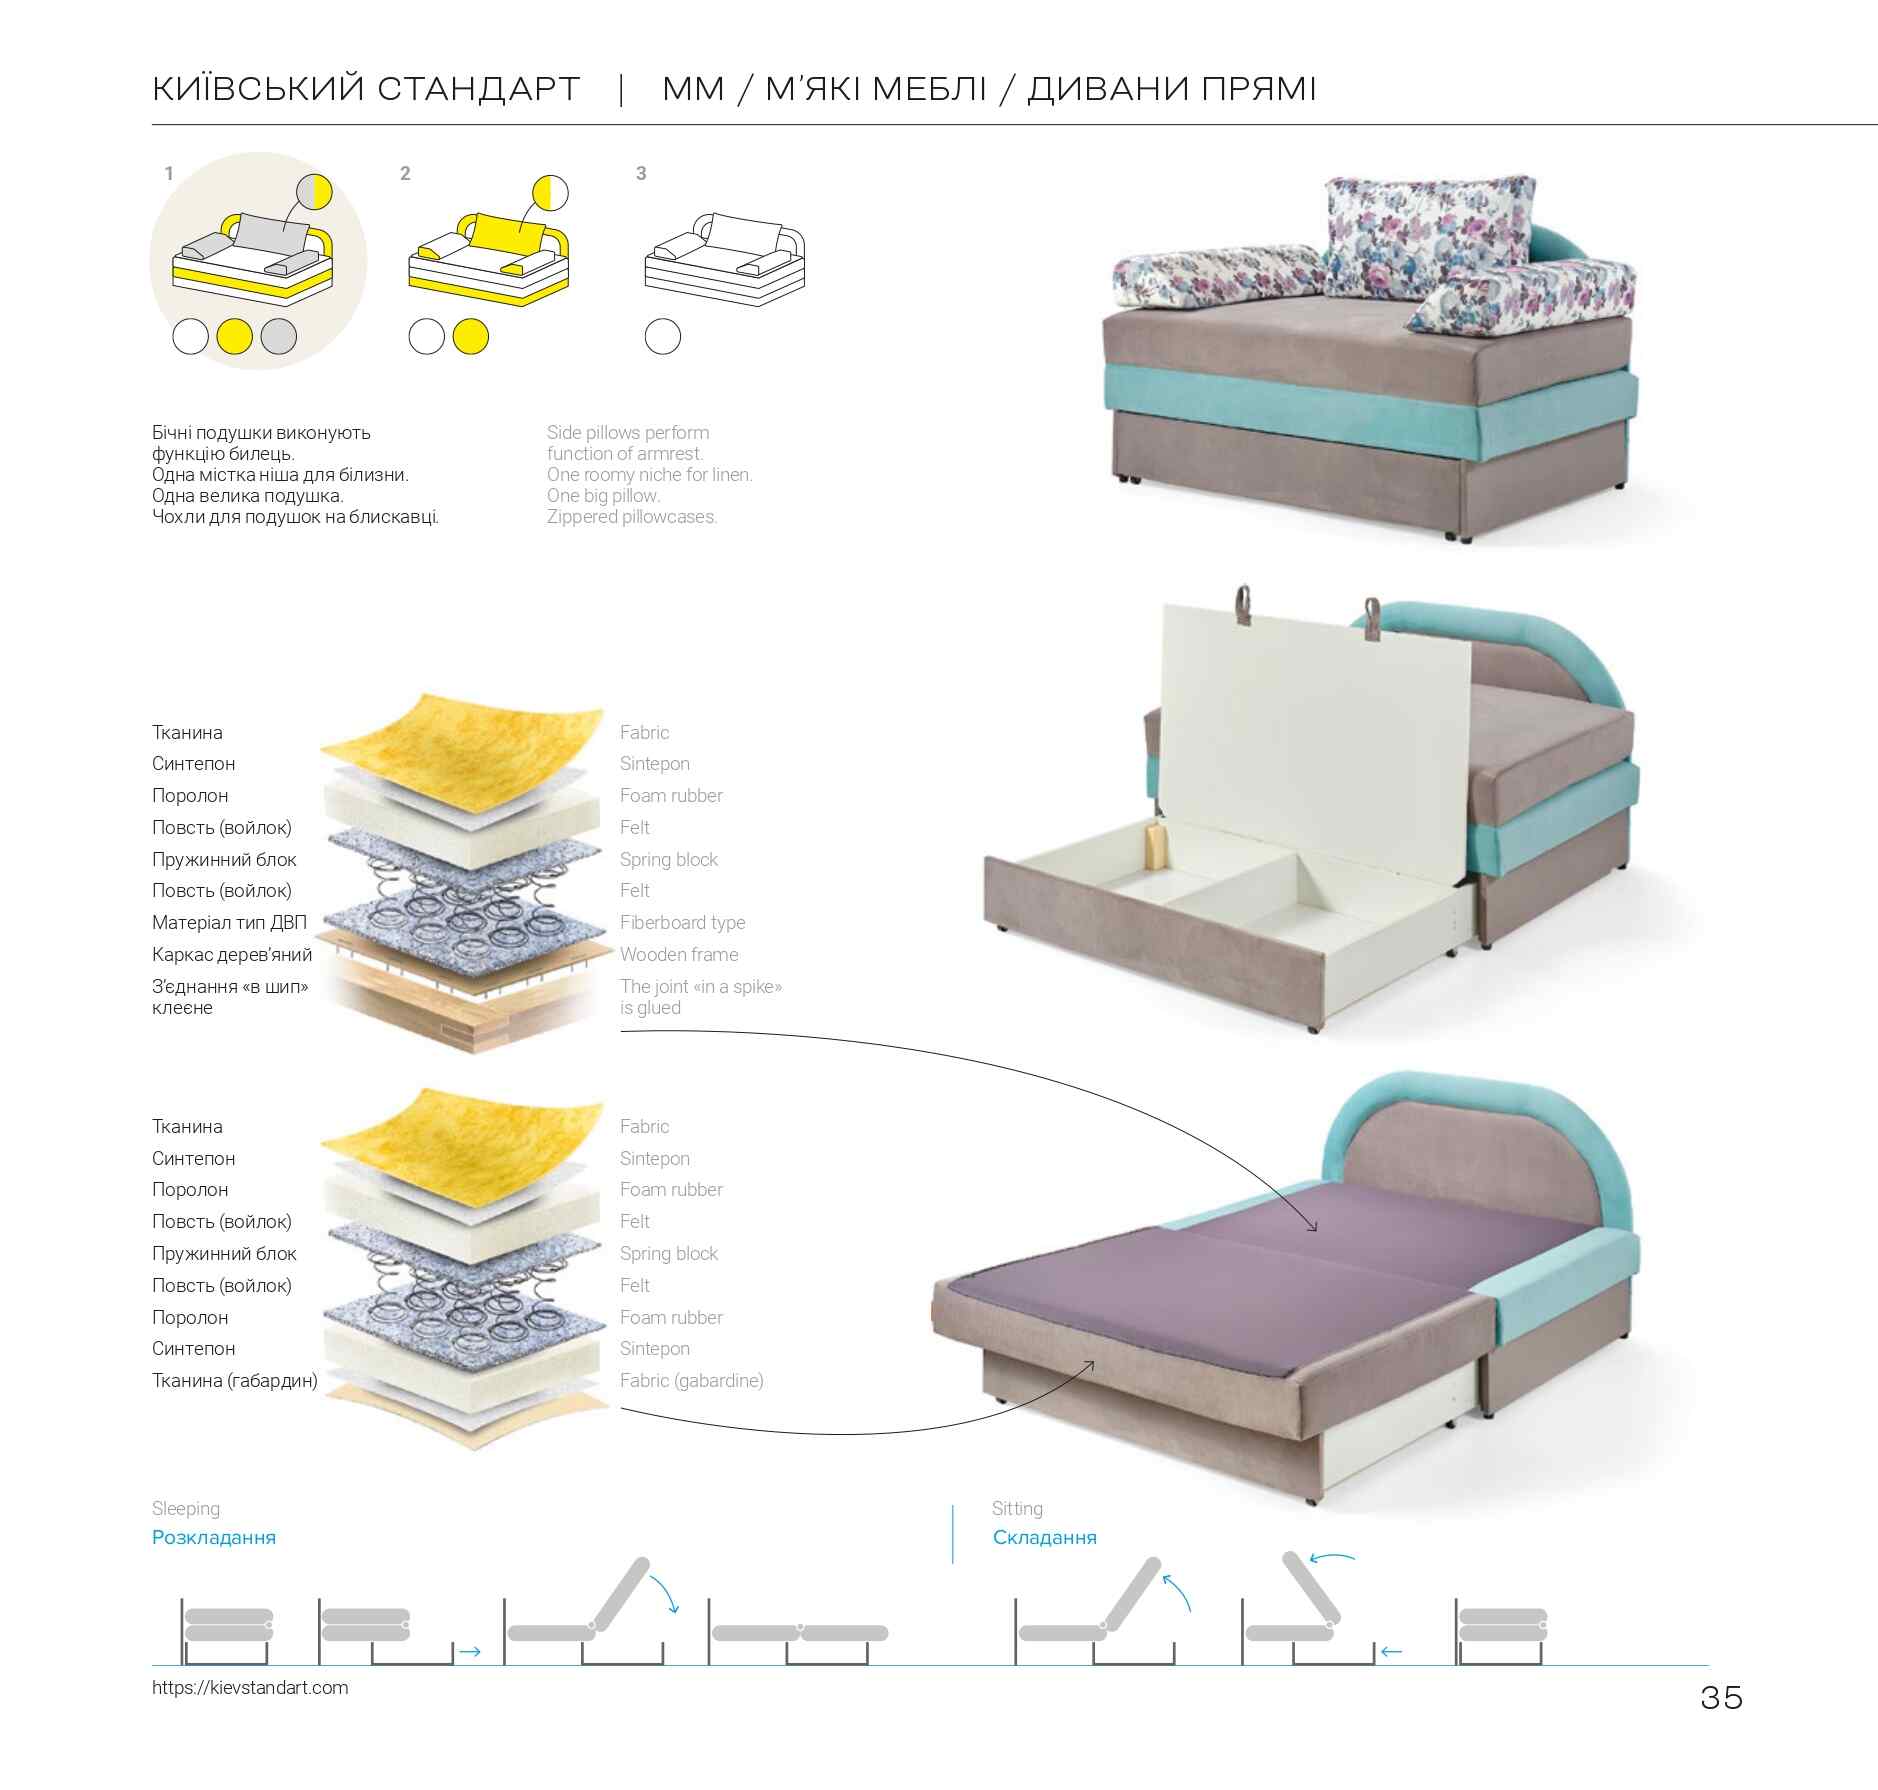 КИЇВСЬКИЙ СТАНДАРТ | ММ / М’ЯКІ МЕБЛІ / ДИВАНИ ПРЯМІ
1
2
3
Бічні подушки виконують
функцію билець.
Одна містка ніша для білизни.
Одна велика подушка.
Чохли для подушок на блискавці.
Side pillows perform
function of armrest.
One roomy niche for linen.
One big pillow.
Zippered pillowcases.
Тканина
Синтепон
Поролон
Повсть (войлок)
Пружинний блок
Повсть (войлок)
Матеріал тип ДВП
Каркас дерев’яний
З’єднання «в шип»
клеєне
Fabric
Sintepon
Foam rubber
Felt
Spring block
Felt
Fiberboard type
Wooden frame
The joint «in a spike»
is glued
Тканина
Синтепон
Поролон
Повсть (войлок)
Пружинний блок
Повсть (войлок)
Поролон
Синтепон
Тканина (габардин)
Fabric
Sintepon
Foam rubber
Felt
Spring block
Felt
Foam rubber
Sintepon
Fabric (gabardine)
Sleeping
Розкладання
Sitting
Складання
https://kievstandart.com
35